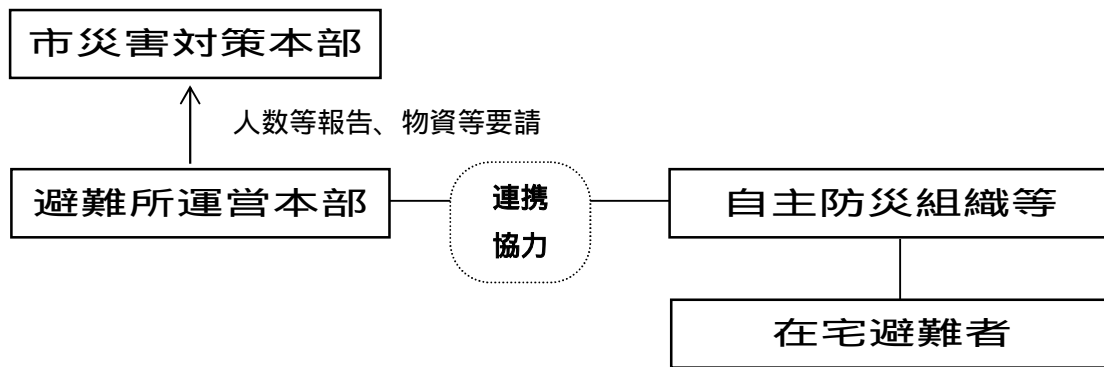 市災害対策本部
人数等報告、物資等要請
避難所運営本部
連携
協力
自主防災組織等
在宅避難者